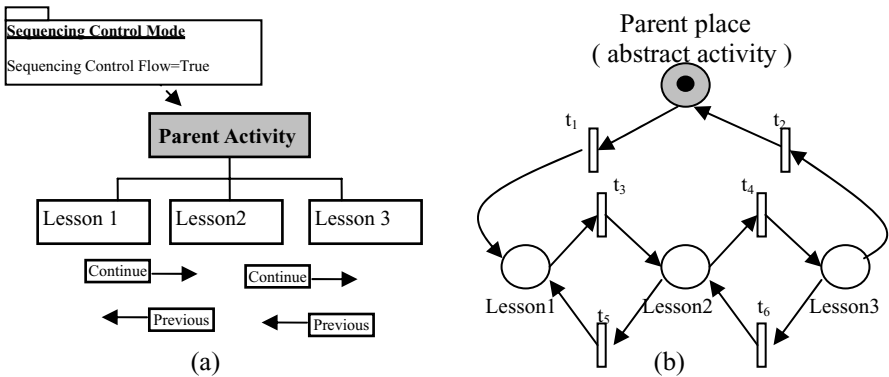 Sequencing Control Mode
Sequencing Control Flow=True
Parent Activity
Lesson 1
Lesson2
Lesson 3
Continue
Continue
Previous
Previous
(a)
Parent place
( abstract activity )
t1
t2
t3
t4
Lesson1
Lesson2
Lesson3
t5
t6
(b)